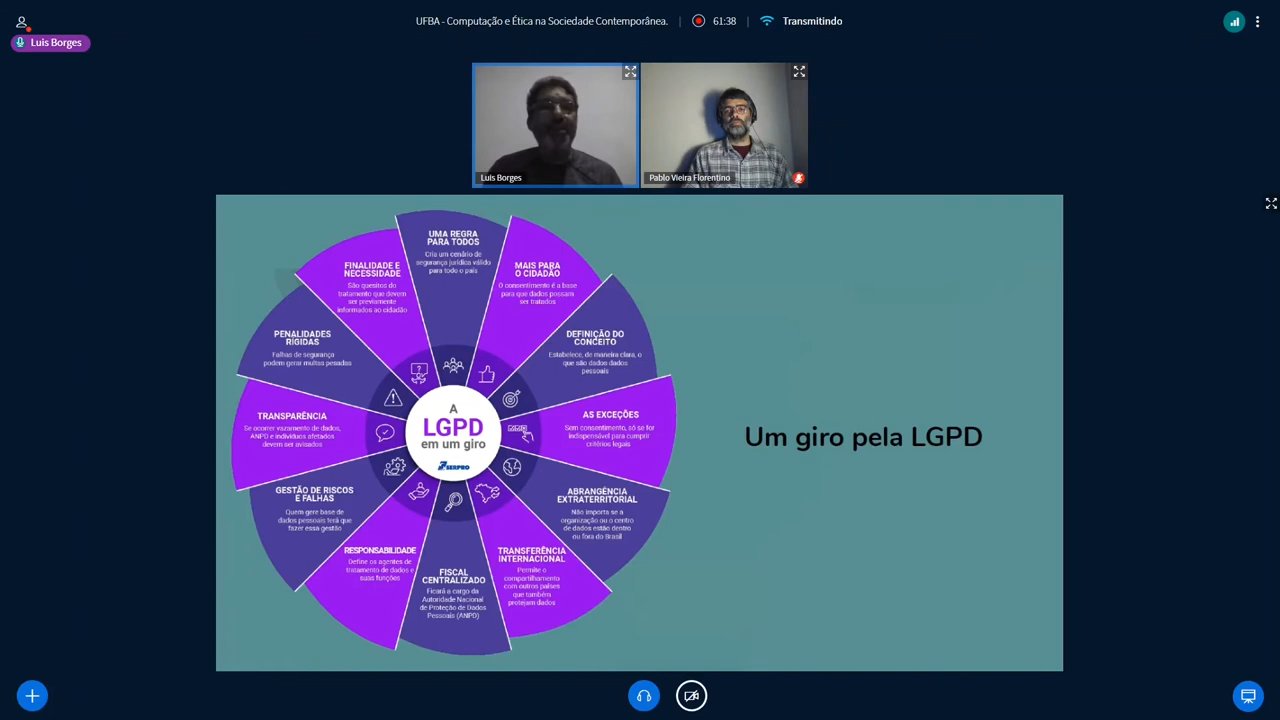 UFBA - Computação e Ética na Sociedade Contemporânea.
61:38
Transmitindo
Luis Borges
Luis Borges
Pablo Vieira Florentino
UMA REGRA
PARA TODOS
Cria um cenário de
segurança jurídica válido
para todo o país
MAIS PARA
O CIDADÃO
O consentimento é a base
para que dados possam
ser tratados
DEFINIÇÃO DO
CONCEITO
Estabelece, de maneira clara, o
que são dados dados
pessoais
AS EXCEÇÕES
Sem consentimento, só se for
indispensável para cumprir
critérios legais
ABRANGÊNCIA
EXTRATERRITORIAL
Não importa se a
organização ou o centro
de dados estão dentro
ou fora do Brasil
TRANSFERÊNCIA
INTERNACIONAL
Permite o
compartilhamento
com outros países
que também
protejam dados
FISCAL
CENTRALIZADO
Ficará a cargo da
Autoridade Nacional
de Proteção de Dados
Pessoais (ANPD)
RESPONSABILIDADE
Define os agentes de
tratamento de dados e
suas funções
GESTÃO DE RISCOS
E FALHAS
Quem gere base de
dados pessoais terá que
fazer essa gestão
TRANSPARÊNCIA
Se ocorrer vazamento de dados,
ANPD e indivíduos afetados
devem ser avisados
PENALIDADES
RÍGIDAS
Falhas de segurança
podem gerar multas pesadas
FINALIDADE E
NECESSIDADE
São quesitos do
tratamento que devem
ser previamente
informados ao cidadão
A
LGPD
em um giro
SERPRO
Um giro pela LGPD